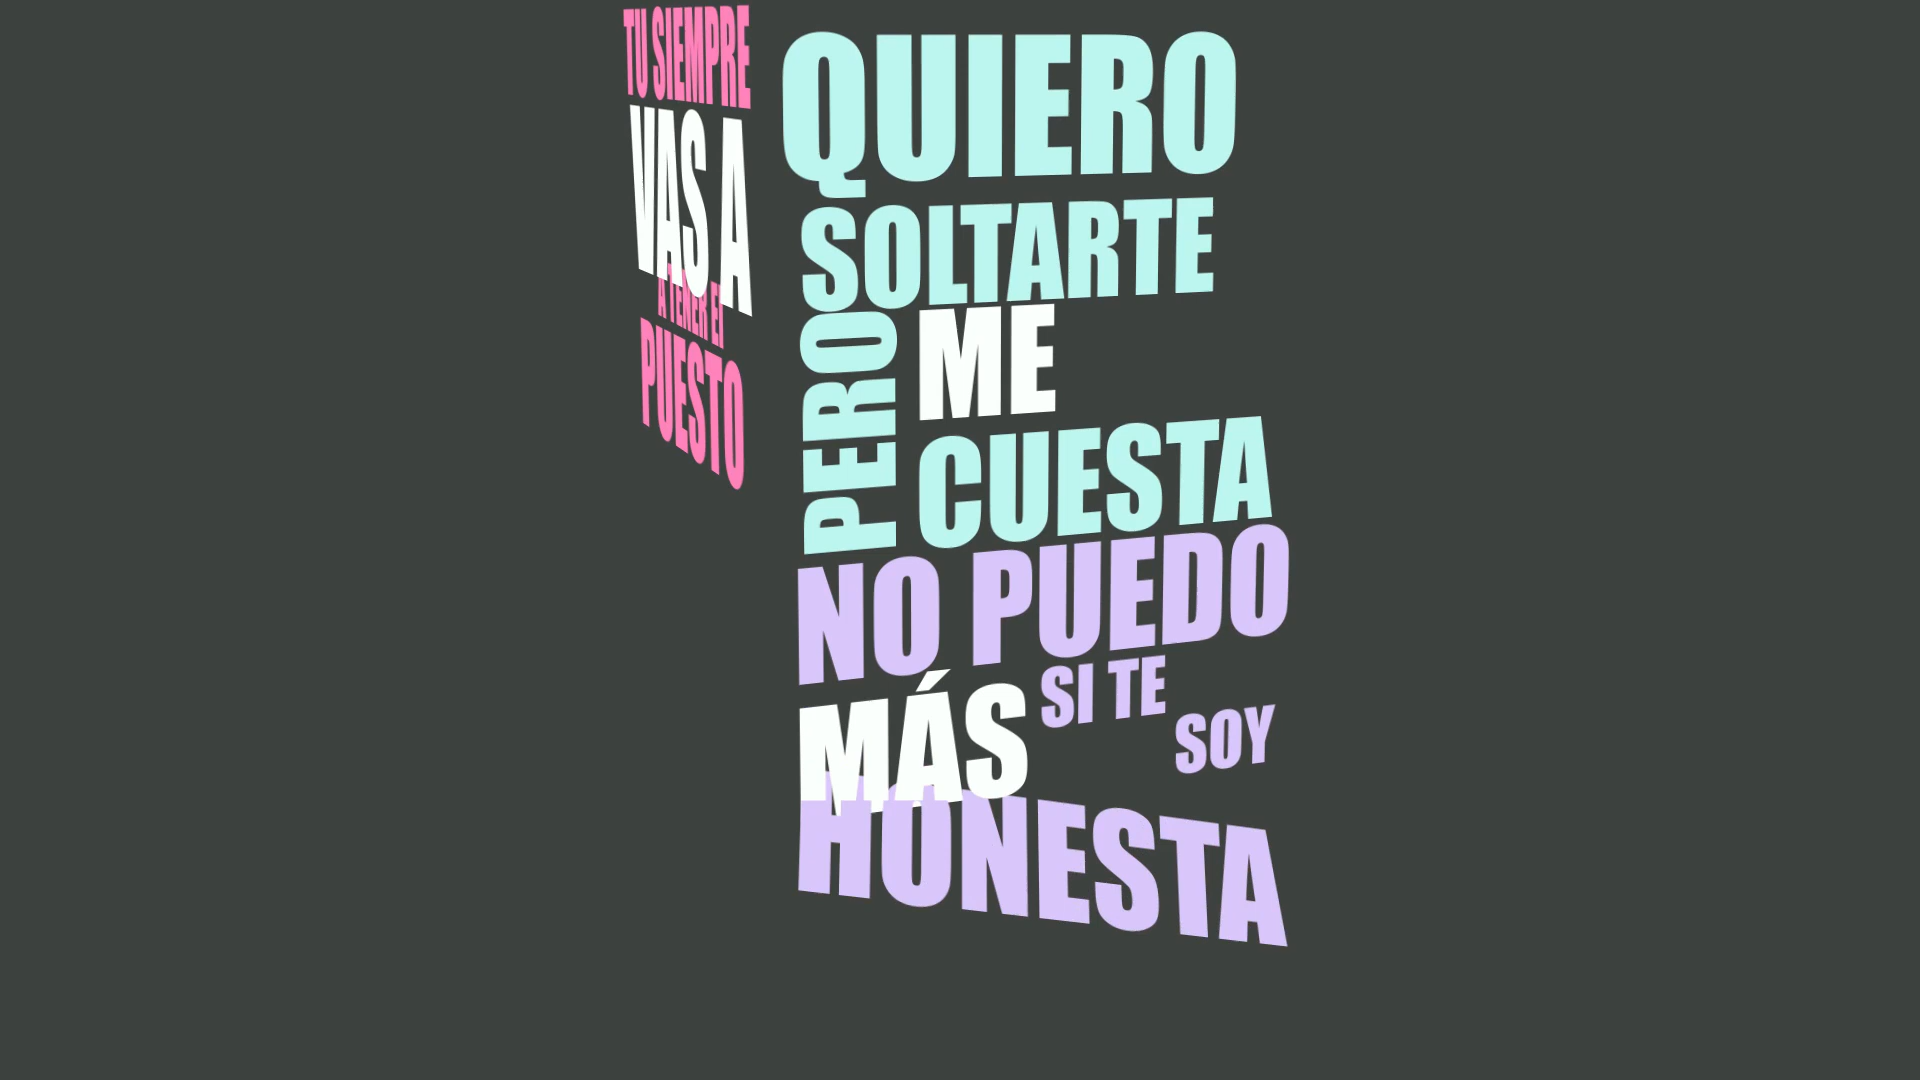 TU SIEMPRE
VAS A
A TENER EL
PUESTO
QUIERO
SOLTARTE
PERO
ME
CUESTA
NO PUEDO
MÁS
SI TE
SOY
HONESTA